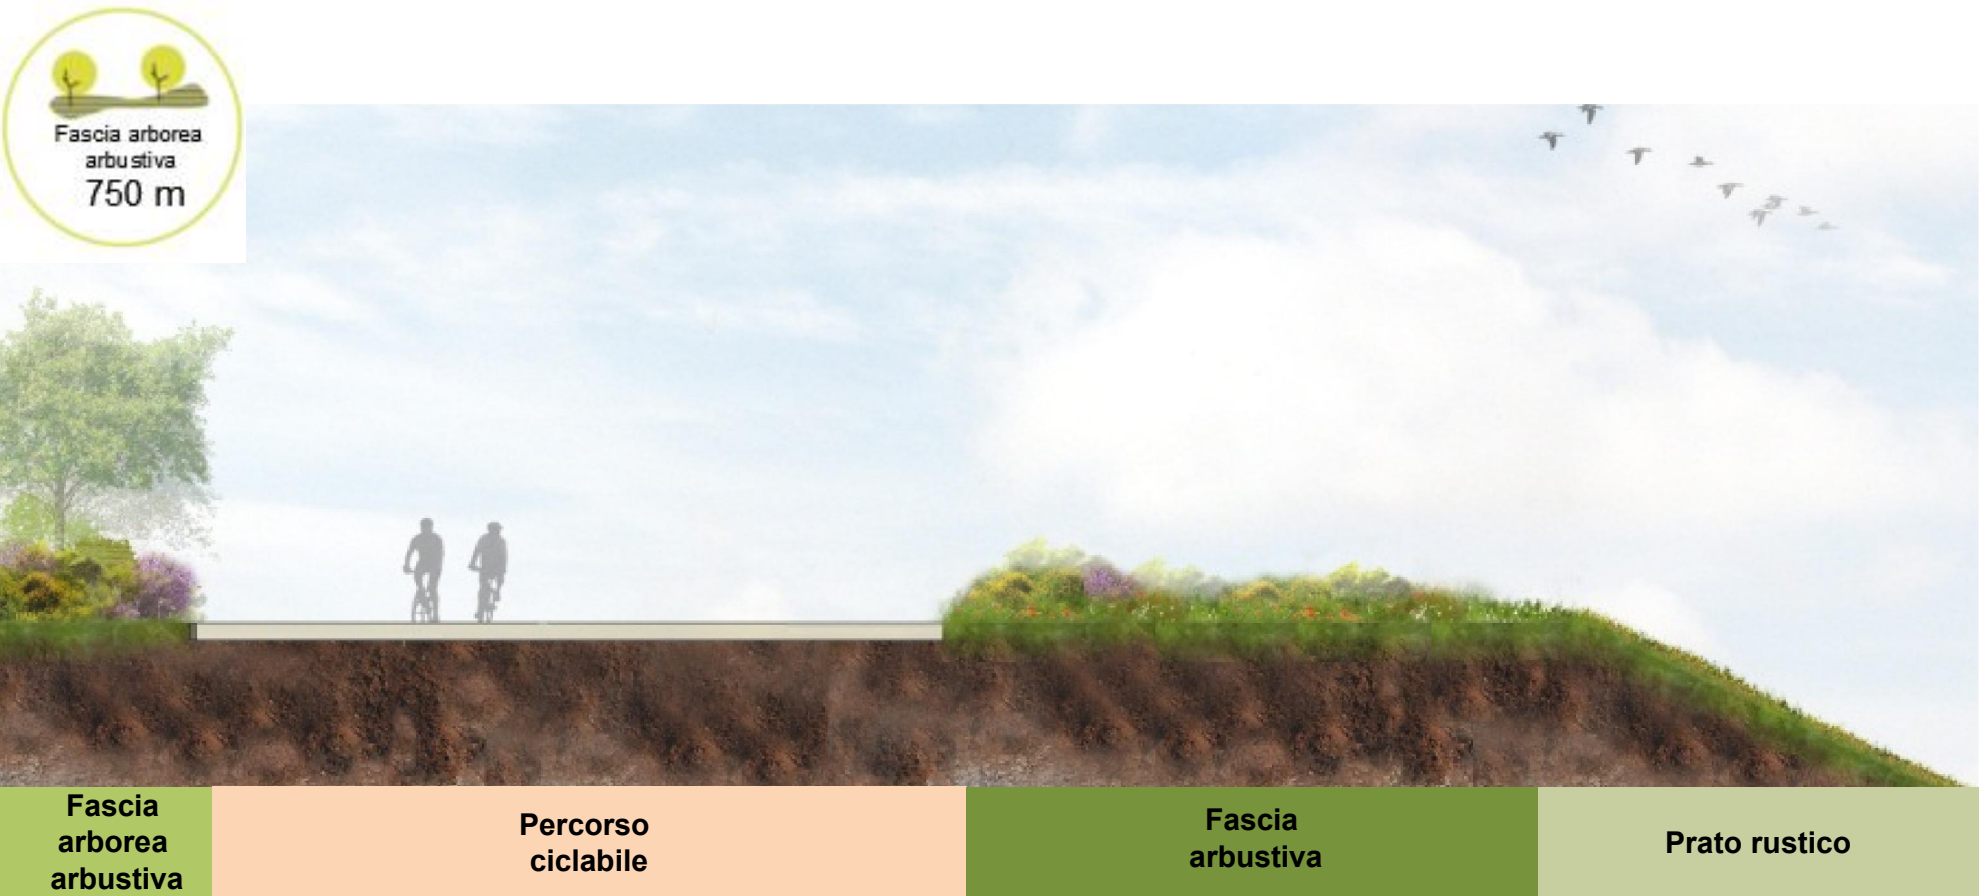 Fascia arborea
arbustiva
750 m
Fascia
arborea
arbustiva
Percorso
ciclabile
Fascia
arbustiva
Prato rustico